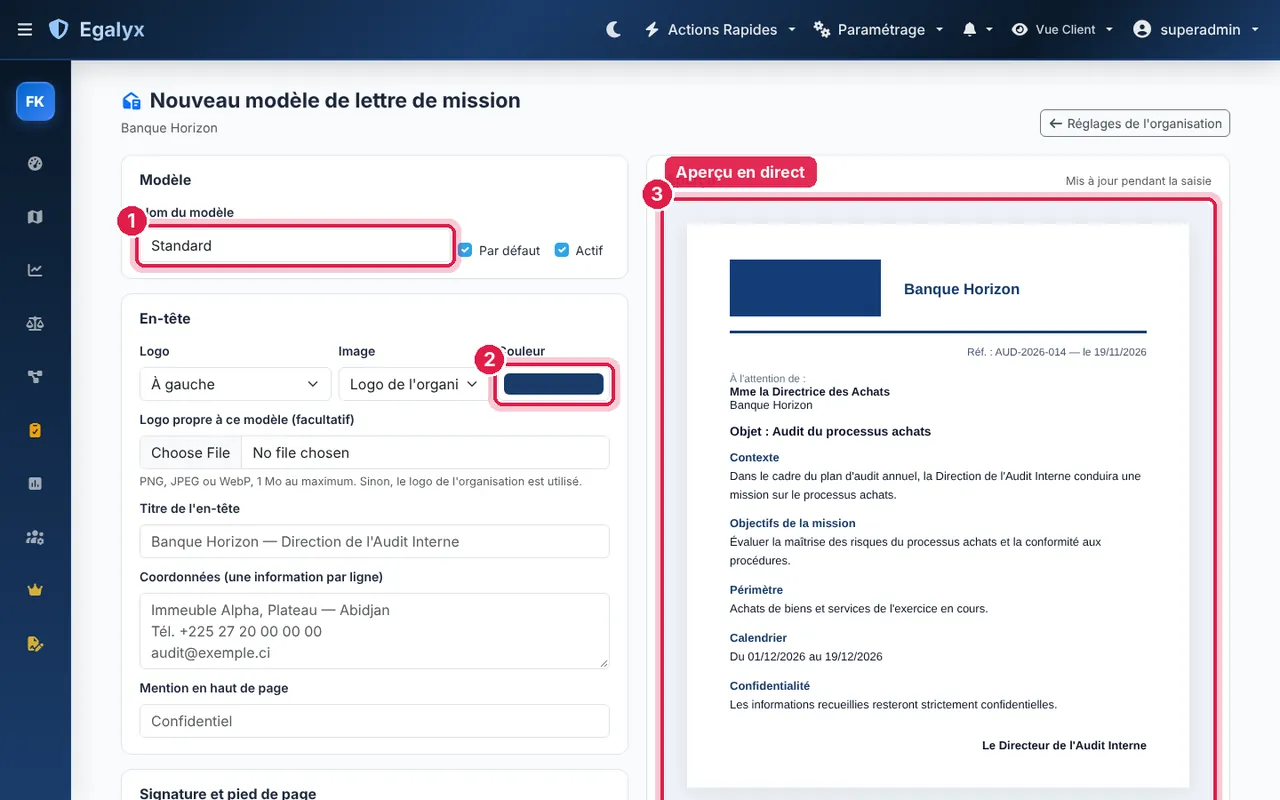 Egalyx
Actions Rapides
Paramétrage
Vue Client
superadmin
FK
Nouveau modèle de lettre de mission
Banque Horizon
← Réglages de l'organisation
Modèle
1
Nom du modèle
Standard
Par défaut
Actif
En-tête
Logo
Image
2
Couleur
À gauche
Logo de l'organi
Logo propre à ce modèle (facultatif)
Choose File No file chosen
PNG, JPEG ou WebP, 1 Mo au maximum. Sinon, le logo de l'organisation est utilisé.
Titre de l'en-tête
Banque Horizon — Direction de l'Audit Interne
Coordonnées (une information par ligne)
Immeuble Alpha, Plateau — Abidjan
Tél. +225 27 20 00 00 00
audit@exemple.ci
Mention en haut de page
Confidentiel
Signature et pied de page
3
Aperçu en direct
Mis à jour pendant la saisie
Banque Horizon
Réf. : AUD-2026-014 — le 19/11/2026
À l'attention de :
Mme la Directrice des Achats
Banque Horizon
Objet : Audit du processus achats
Contexte
Dans le cadre du plan d'audit annuel, la Direction de l'Audit Interne conduira une
mission sur le processus achats.
Objectifs de la mission
Évaluer la maîtrise des risques du processus achats et la conformité aux
procédures.
Périmètre
Achats de biens et services de l'exercice en cours.
Calendrier
Du 01/12/2026 au 19/12/2026
Confidentialité
Les informations recueillies resteront strictement confidentielles.
Le Directeur de l'Audit Interne